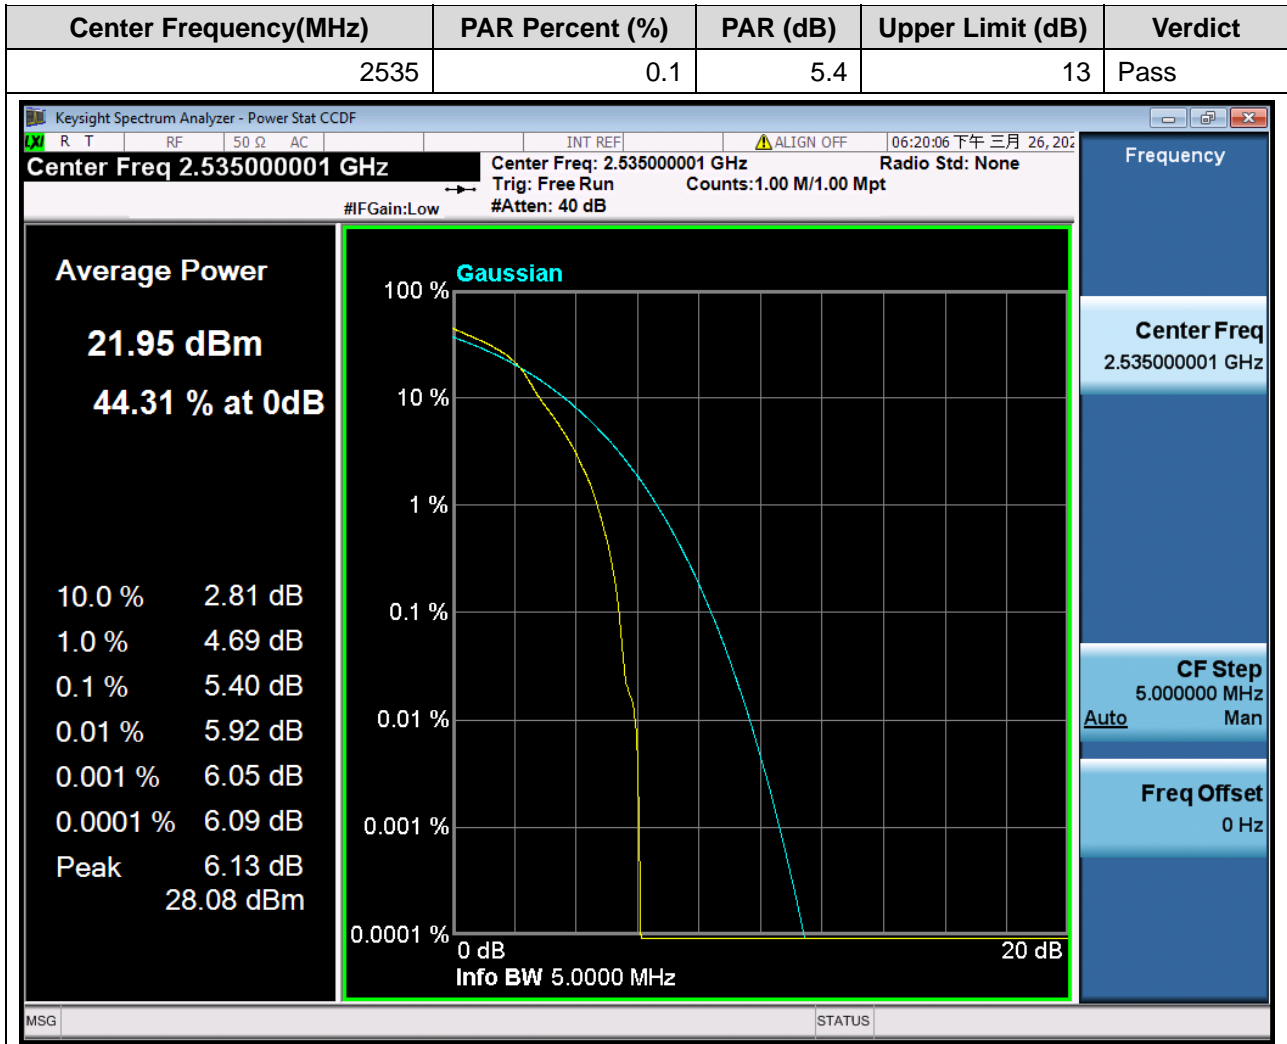 Center Frequency(MHz) PAR Percent (%) PAR (dB) Upper Limit (dB) Verdict
2535 0.1 5.4 13 Pass
Keysight Spectrum Analyzer - Power Stat CCDF
LXI R T RF 50 Ω AC INT REF ALIGN OFF 06:20:06 下午 三月 26, 202
Center Freq 2.535000001 GHz
Center Freq: 2.535000001 GHz Radio Std: None
Trig: Free Run Counts:1.00 M/1.00 Mpt
#IFGain:Low #Atten: 40 dB
Average Power
21.95 dBm
44.31 % at 0dB
10.0 % 2.81 dB
1.0 % 4.69 dB
0.1 % 5.40 dB
0.01 % 5.92 dB
0.001 % 6.05 dB
0.0001 % 6.09 dB
Peak 6.13 dB
28.08 dBm
Gaussian
100 %
10 %
1 %
0.1 %
0.01 %
0.001 %
0.0001 %
0 dB 20 dB
Info BW 5.0000 MHz
Frequency
Center Freq
2.535000001 GHz
CF Step
5.000000 MHz
Auto Man
Freq Offset
0 Hz
MSG STATUS